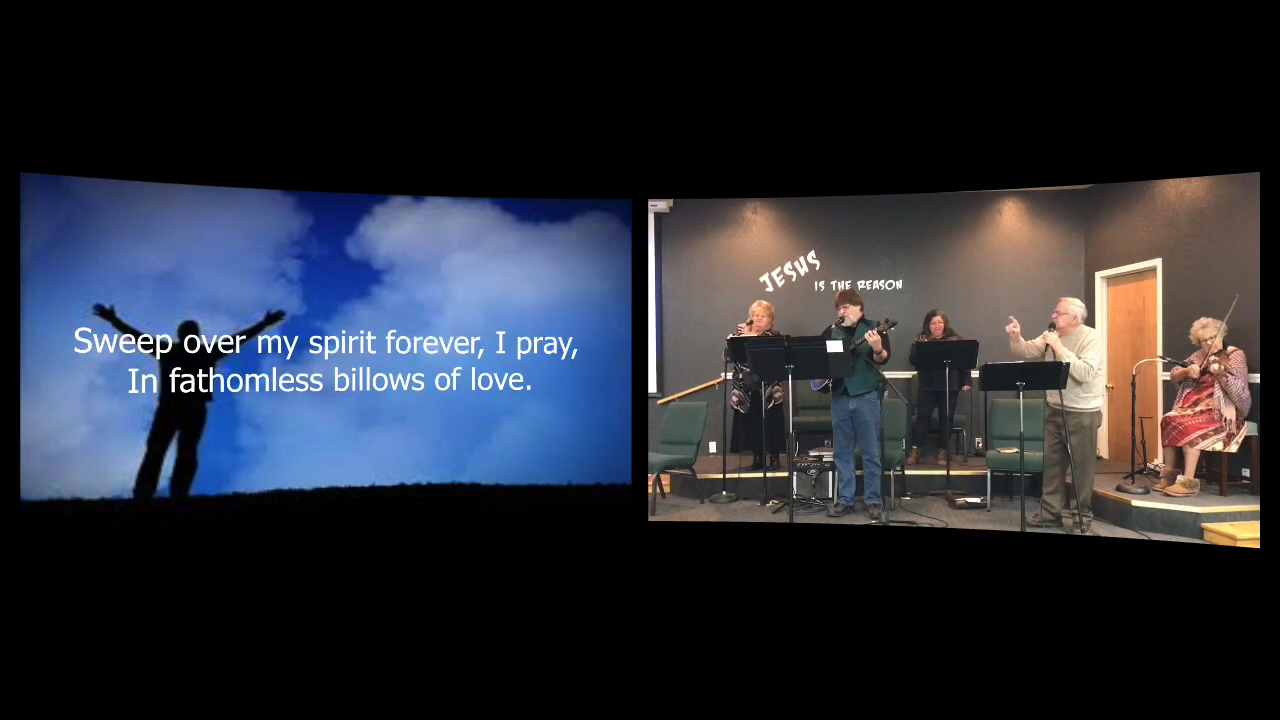 Sweep over my spirit forever, I pray,
In fathomless billows of love.
JESUS
IS THE REASON